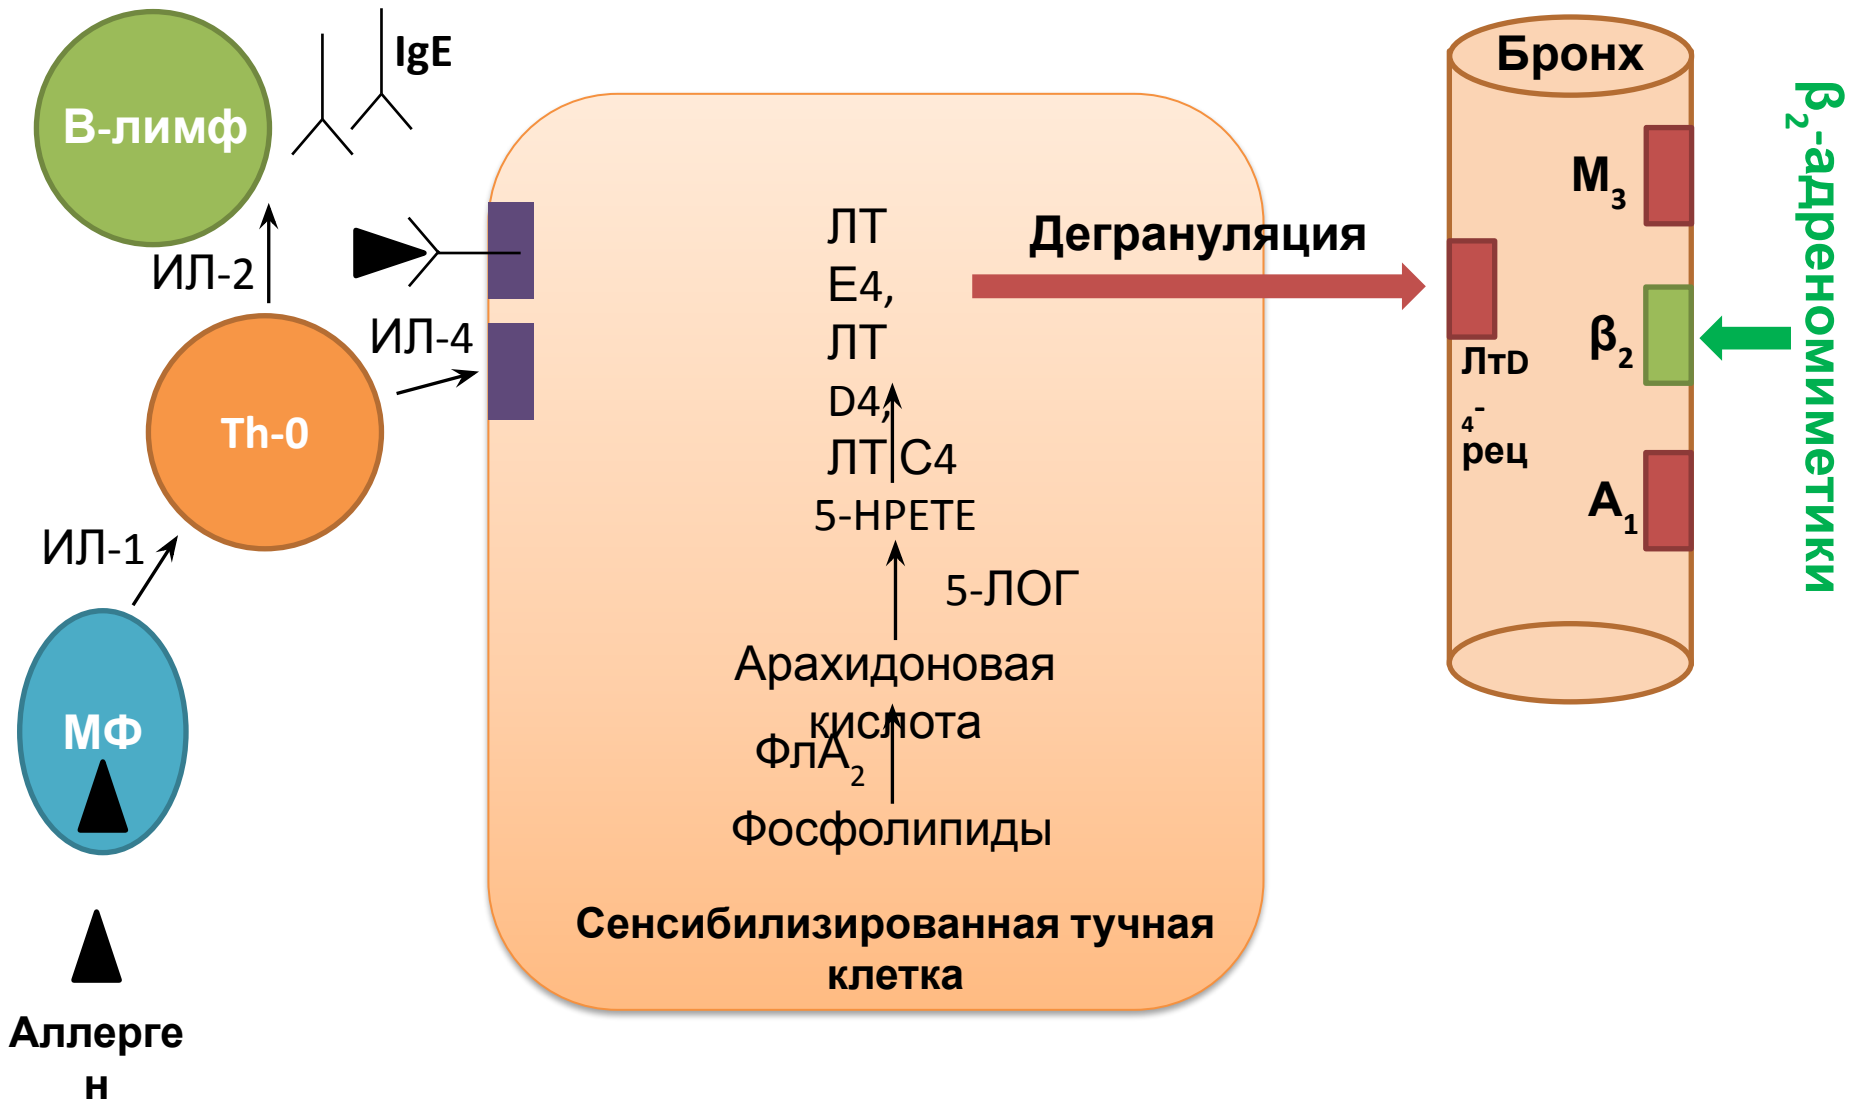 IgE
В-лимф
ИЛ-2
ИЛ-4
Th-0
ИЛ-1
МФ
Аллерге
н
ЛТ
Е4,
ЛТ
D4,
ЛТ С4
5-НРЕТЕ
5-ЛОГ
Арахидоновая
кислота
ФлА₂
Фосфолипиды
Сенсибилизированная тучная
клетка
Дегрануляция
Бронх
М₃
ЛтD
₄-
рец
β₂
А₁
β₂-адреномиметики